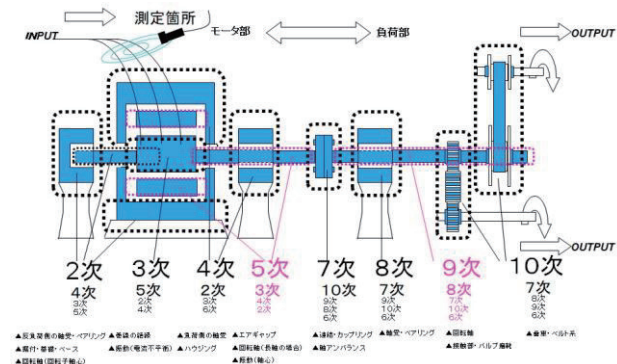 測定箇所
モータ部
負荷部
OUTPUT
INPUT
2次
3次
4次
5次
7次
8次
9次
10次
4次
5次
2次
3次
10次
7次
8次
7次
3次
2次
3次
4次
9次
9次
7次
8次
5次
4次
6次
2次
8次
10次
10次
9次
6次
6次
6次
6次
▲反負荷側の軸受・ベアリング
▲巻線の絶縁
▲負荷側の軸受
▲エアギャップ
▲連結・カップリング
▲軸受・ベアリング
▲回転軸
▲歯車・ベルト系
▲据付・基礎・ベース
▲振動(電流不平衡)
▲ハウジング
▲回転軸(長軸の場合)
▲軸アンバランス
▲接触部・バルブ摩耗
▲回転軸(回転子軸心)
▲振動(軸心)
OUTPUT